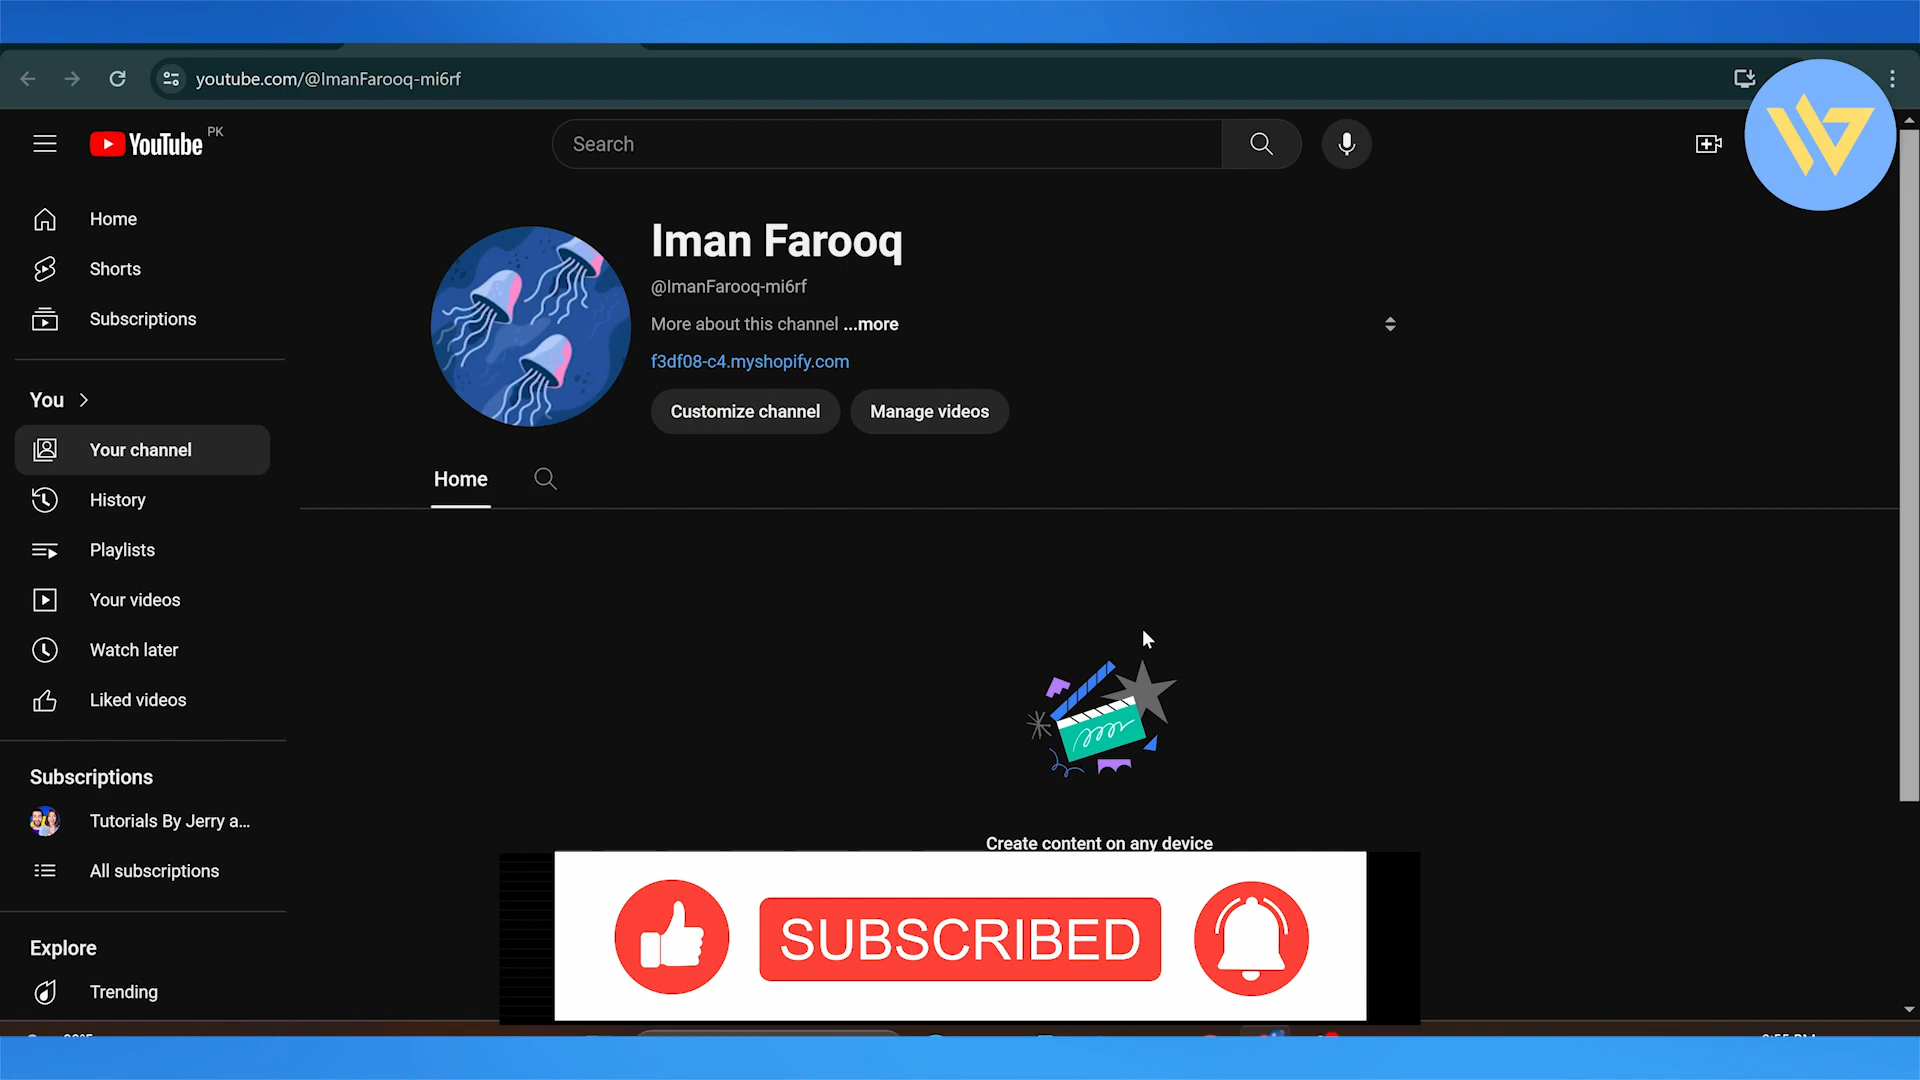 youtube.com/@ImanFarooq-mi6rf
YouTube PK
Search
Home
Shorts
Subscriptions
You
Your channel
History
Playlists
Your videos
Watch later
Liked videos
Subscriptions
Tutorials By Jerry a...
All subscriptions
Explore
Trending
Iman Farooq
@ImanFarooq-mi6rf
More about this channel ...more
f3df08-c4.myshopify.com
Customize channel
Manage videos
Home
Create content on any device
SUBSCRIBED